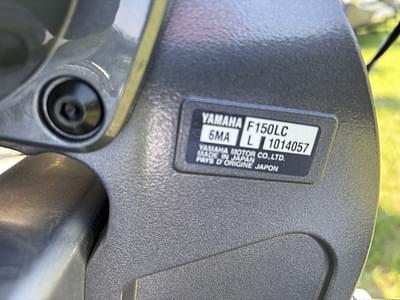 YAMAHA F150LC
6MA L 1014057
YAMAHA MOTOR CO.,LTD.
MADE IN JAPAN
PAYS D'ORIGINE JAPON